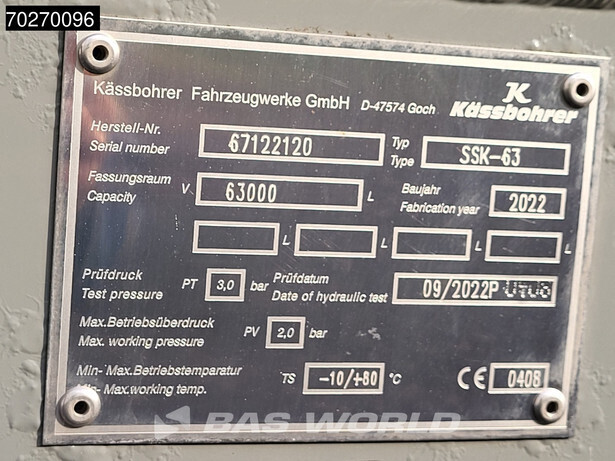 70270096
Kässbohrer Fahrzeugwerke GmbH D-47574 Goch
K Kässbohrer
Herstell-Nr.
Serial number 67122120 Typ
Type SSK-63
Fassungsraum
Capacity V 63000 L Baujahr
Fabrication year 2022
L L L L
Prüfdruck
Test pressure PT 3,0 bar Prüfdatum
Date of hydraulic test 09/2022P
Max.Betriebsüberdruck
Max. working pressure PV 2,0 bar
Min- Max.Betriebstemparatur
Min- Max.working temp. TS -10/+80 °C CE 0408
BAS WORLD